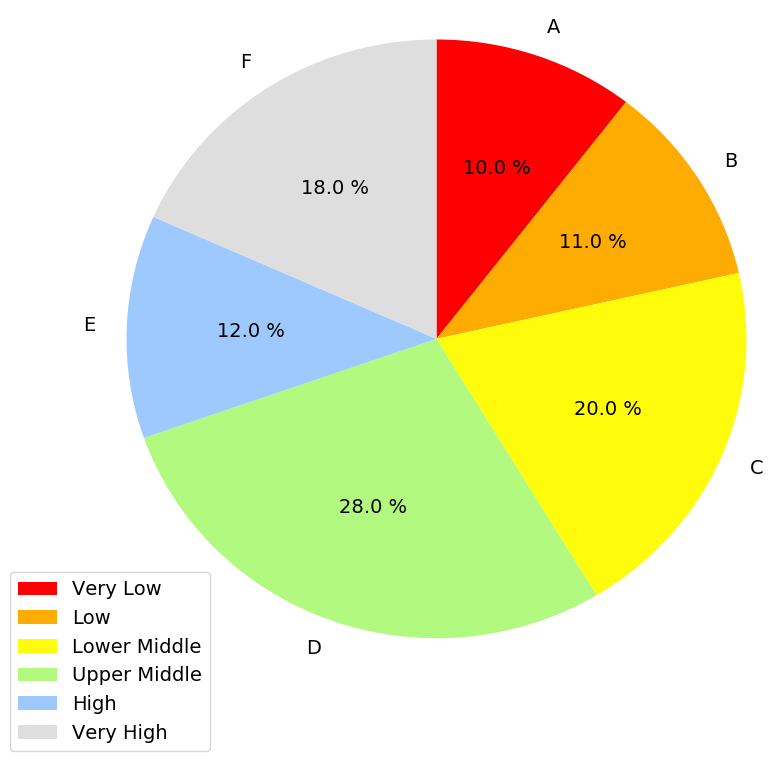 A
F
B
10.0 %
18.0 %
11.0 %
E
12.0 %
20.0 %
C
28.0 %
D
Very Low
Low
Lower Middle
Upper Middle
High
Very High